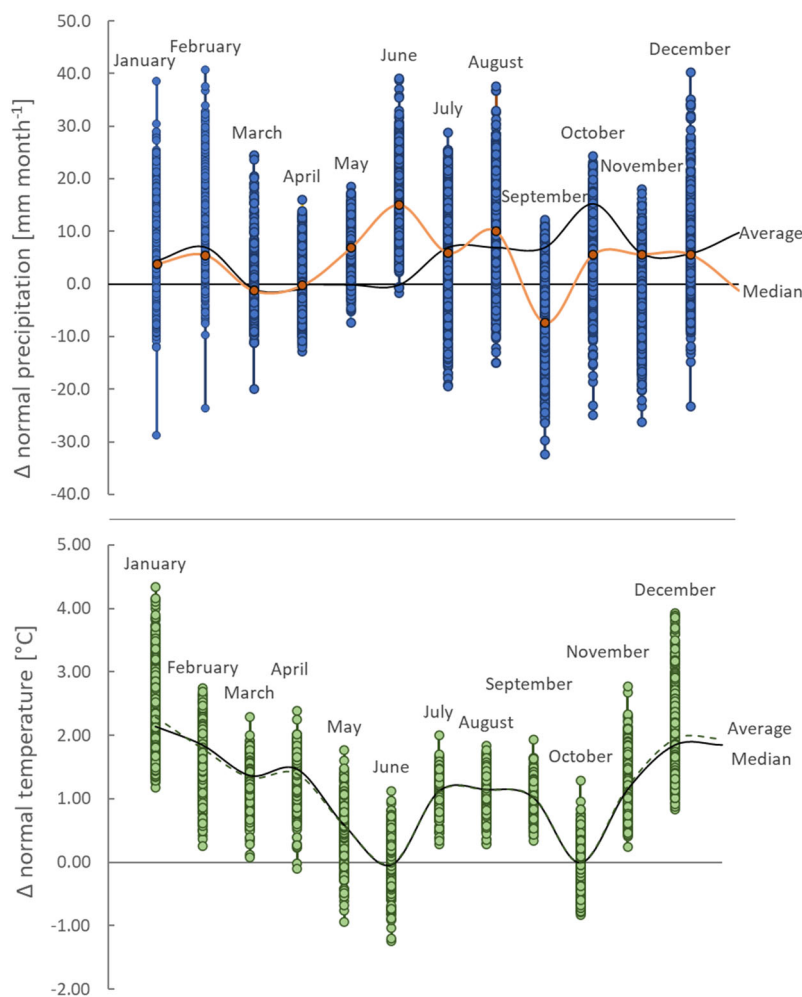 50.0
40.0
30.0
20.0
10.0
0.0
-10.0
-20.0
-30.0
-40.0
Δ normal precipitation [mm month⁻¹]
January
February
March
April
May
June
July
August
September
October
November
December
Average
Median
5.00
4.00
3.00
2.00
1.00
0.00
-1.00
-2.00
Δ normal temperature [°C]
January
February
March
April
May
June
July
August
September
October
November
December
Average
Median